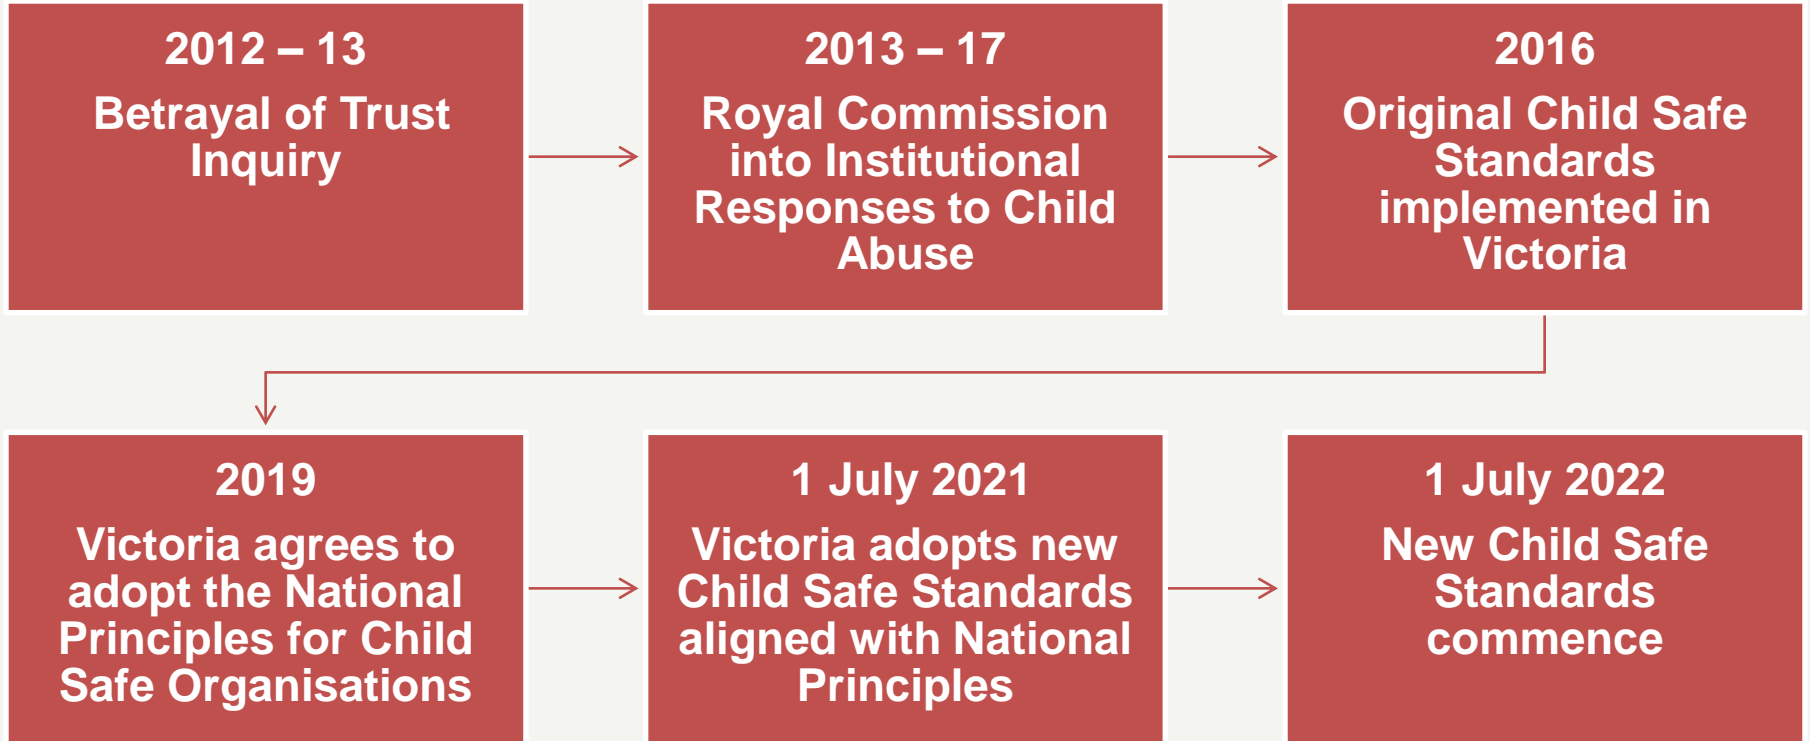 2012 – 13
Betrayal of Trust
Inquiry
2013 – 17
Royal Commission
into Institutional
Responses to Child
Abuse
2016
Original Child Safe
Standards
implemented in
Victoria
2019
Victoria agrees to
adopt the National
Principles for Child
Safe Organisations
1 July 2021
Victoria adopts new
Child Safe Standards
aligned with National
Principles
1 July 2022
New Child Safe
Standards
commence